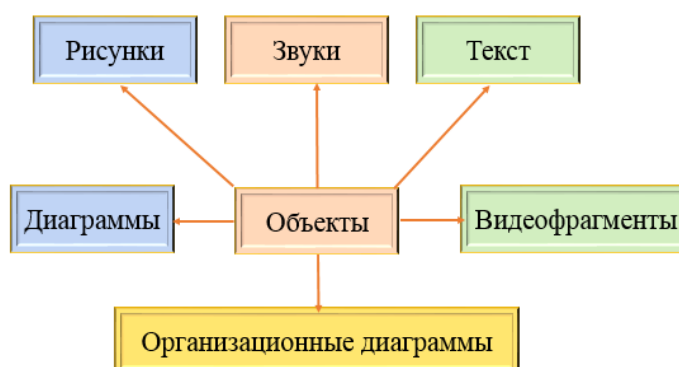 Рисунки
Звуки
Текст
Диаграммы
Объекты
Видеофрагменты
Организационные диаграммы